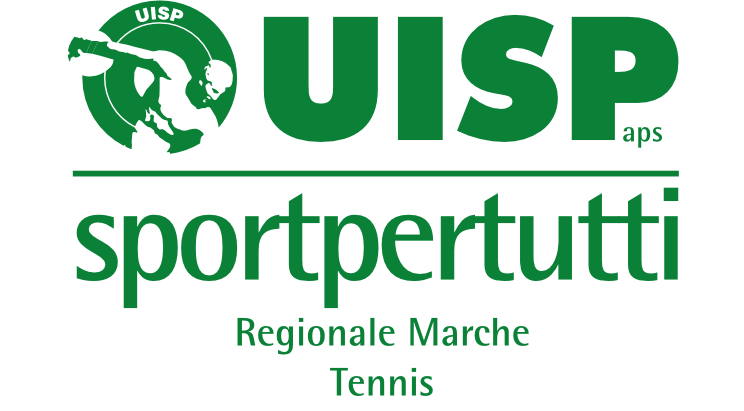 UISP
UISP
aps
sportpertutti
Regionale Marche
Tennis